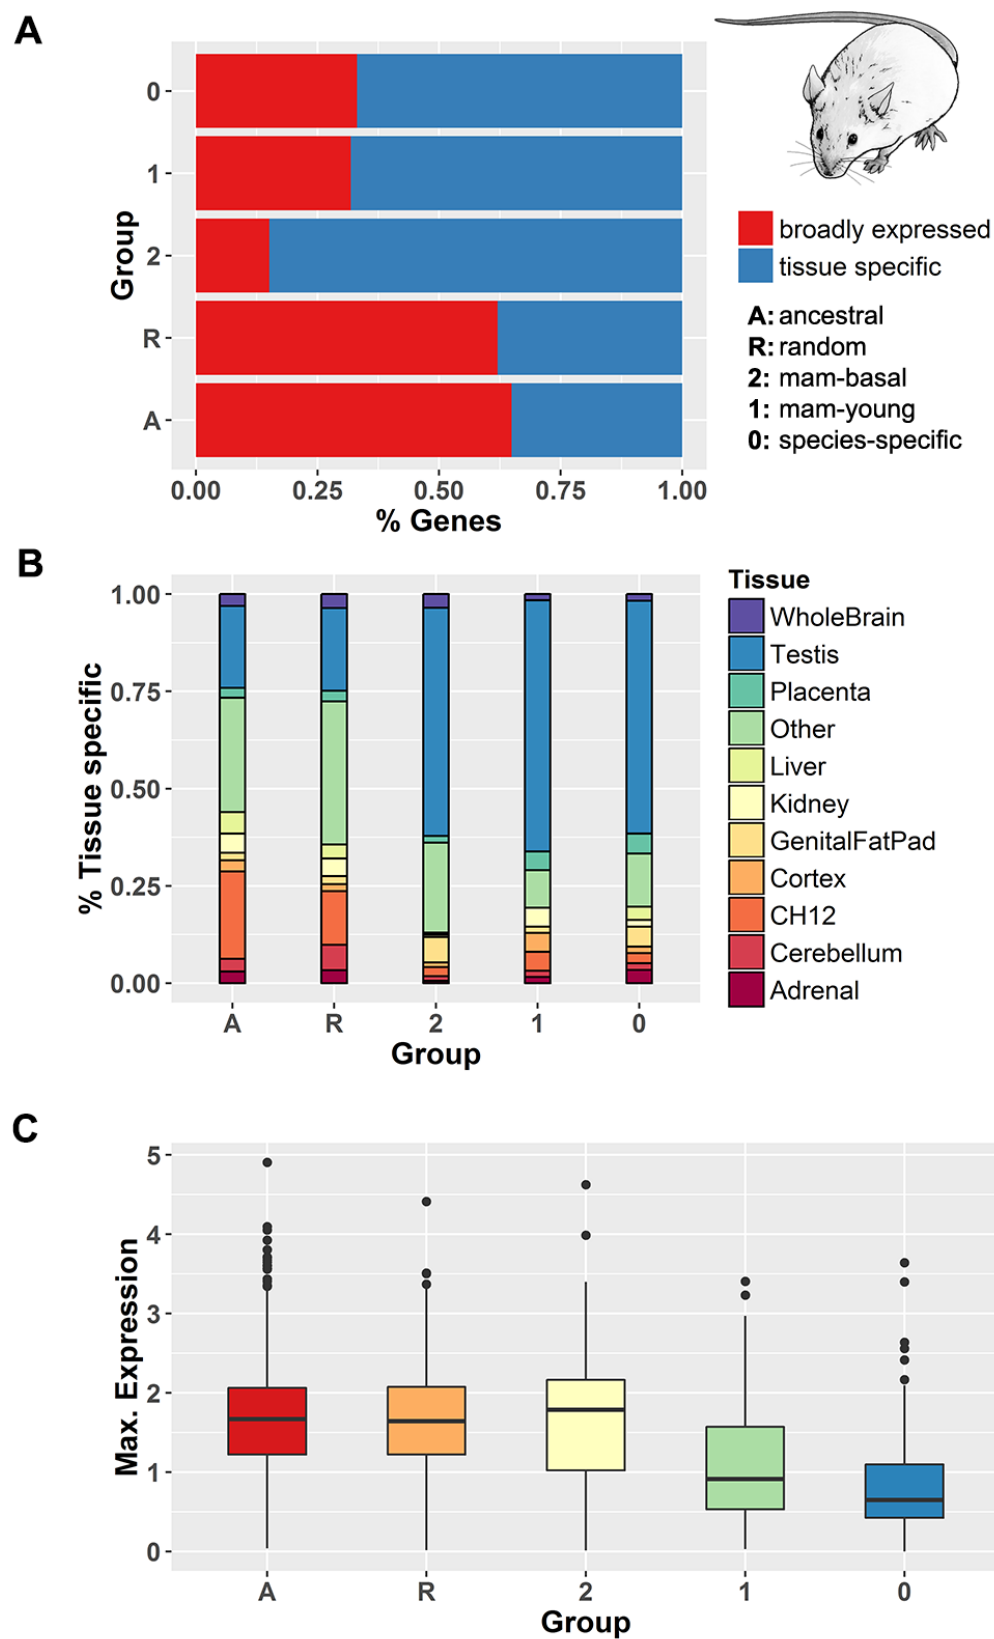 A
0
1
2
R
A
Group
0.00 0.25 0.50 0.75 1.00
% Genes
broadly expressed
tissue specific
A: ancestral
R: random
2: mam-basal
1: mam-young
0: species-specific
B
1.00
0.75
0.50
0.25
0.00
% Tissue specific
A R 2 1 0
Group
Tissue
WholeBrain
Testis
Placenta
Other
Liver
Kidney
GenitalFatPad
Cortex
CH12
Cerebellum
Adrenal
C
5
4
3
2
1
0
Max. Expression
A R 2 1 0
Group